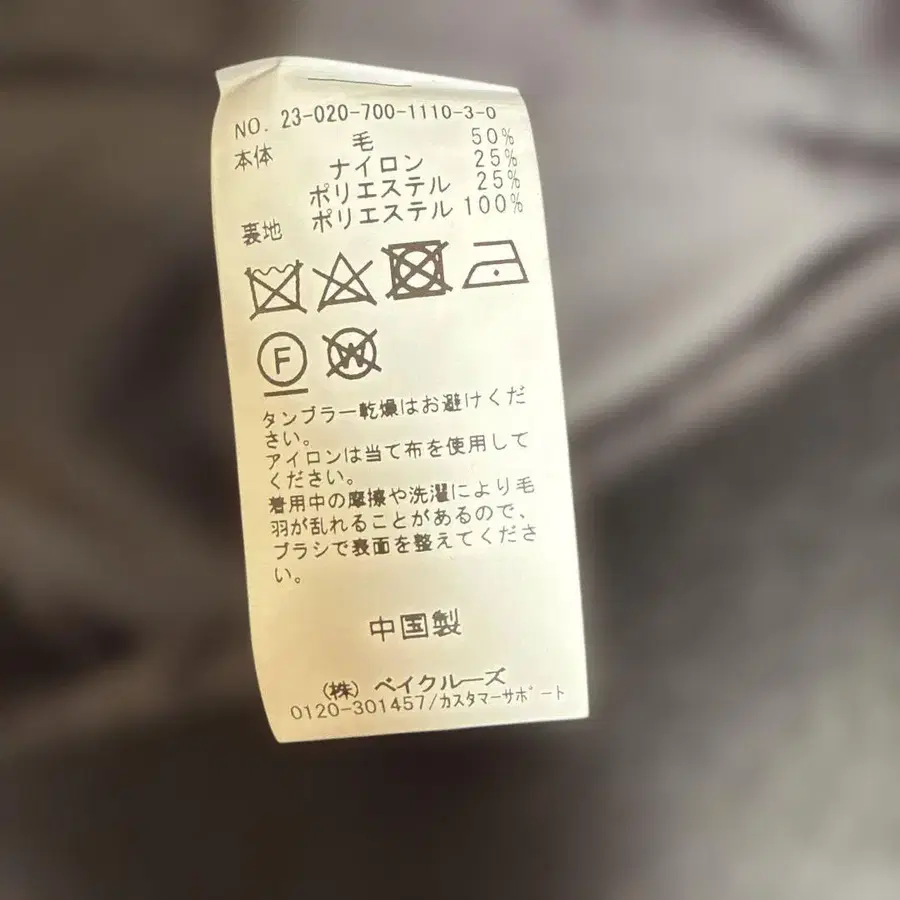 NO. 23-020-700-1110-3-0
本体 毛 50%
ナイロン 25%
ポリエステル 25%
裏地 ポリエステル 100%
F W
タンブラー乾燥はお避けくだ
さい。
アイロンは当て布を使用して
ください。
着用中の摩擦や洗濯により毛
羽が乱れることがあるので、
ブラシで表面を整えてくださ
い。
中国製
(株) ベイクルーズ
0120-301457/カスタマーサポート